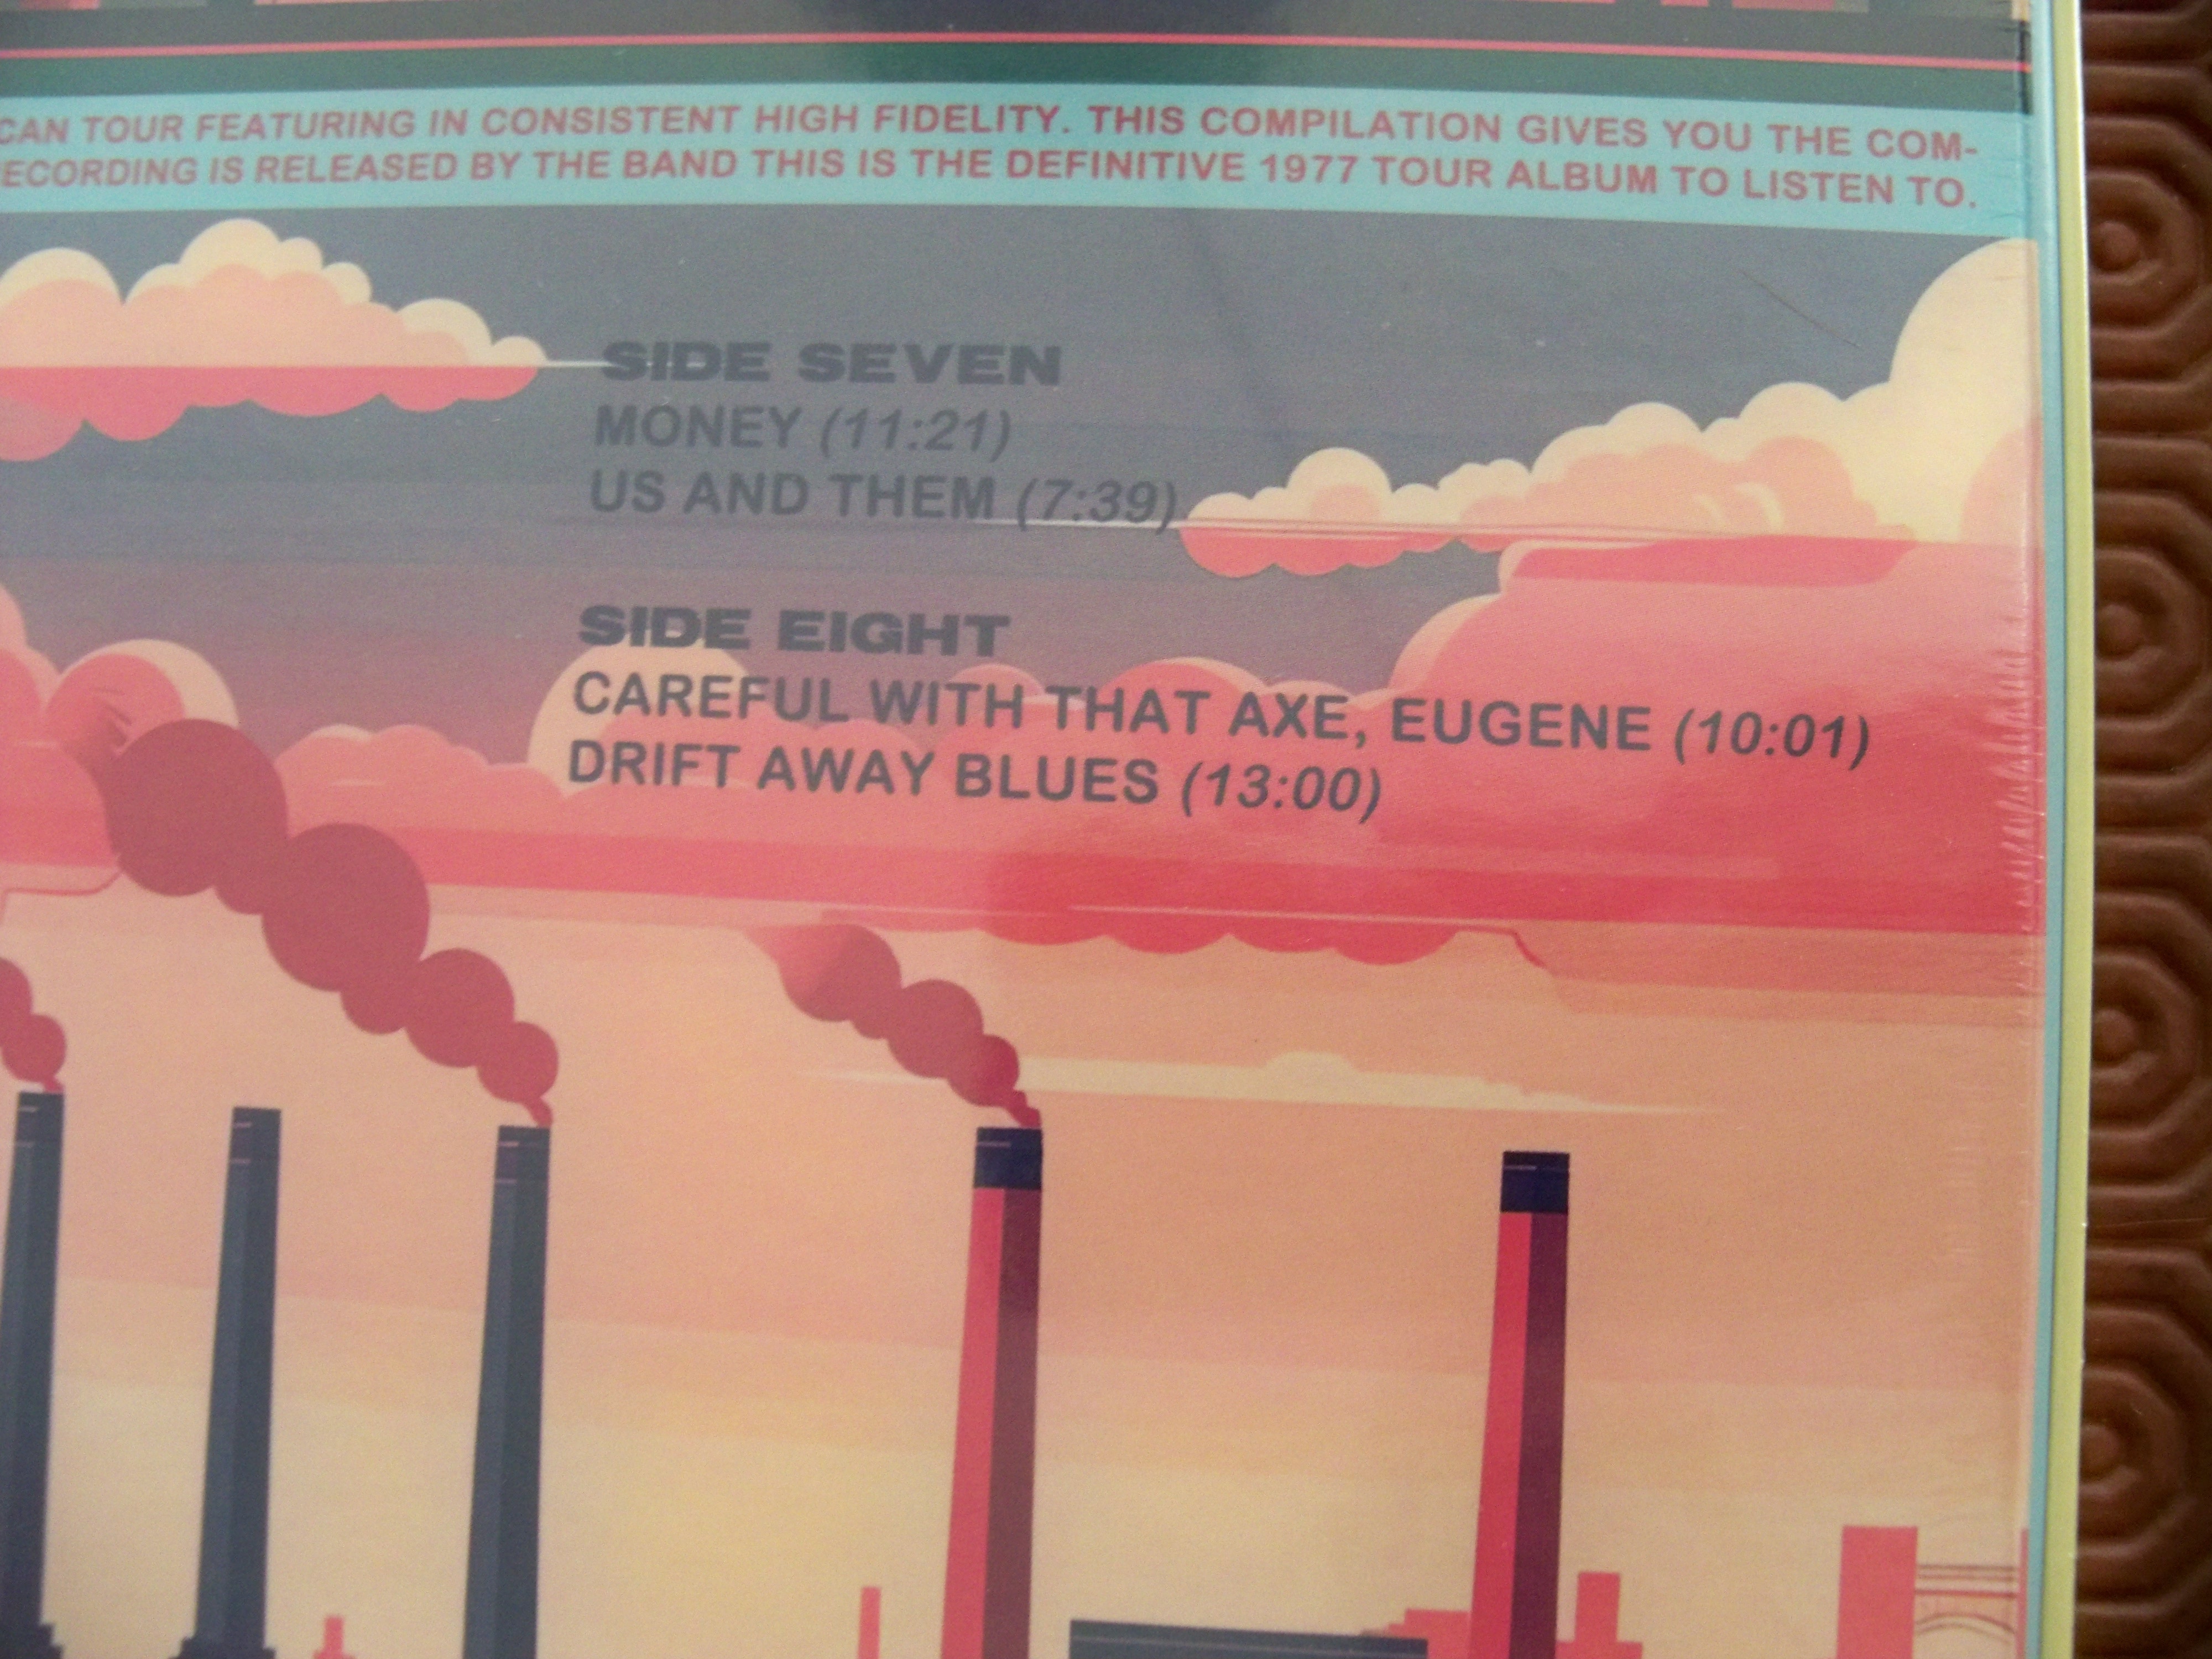 CAN TOUR FEATURING IN CONSISTENT HIGH FIDELITY. THIS COMPILATION GIVES YOU THE COM-
ECORDING IS RELEASED BY THE BAND THIS IS THE DEFINITIVE 1977 TOUR ALBUM TO LISTEN TO.
SIDE SEVEN
MONEY (11:21)
US AND THEM (7:39)
SIDE EIGHT
CAREFUL WITH THAT AXE, EUGENE (10:01)
DRIFT AWAY BLUES (13:00)